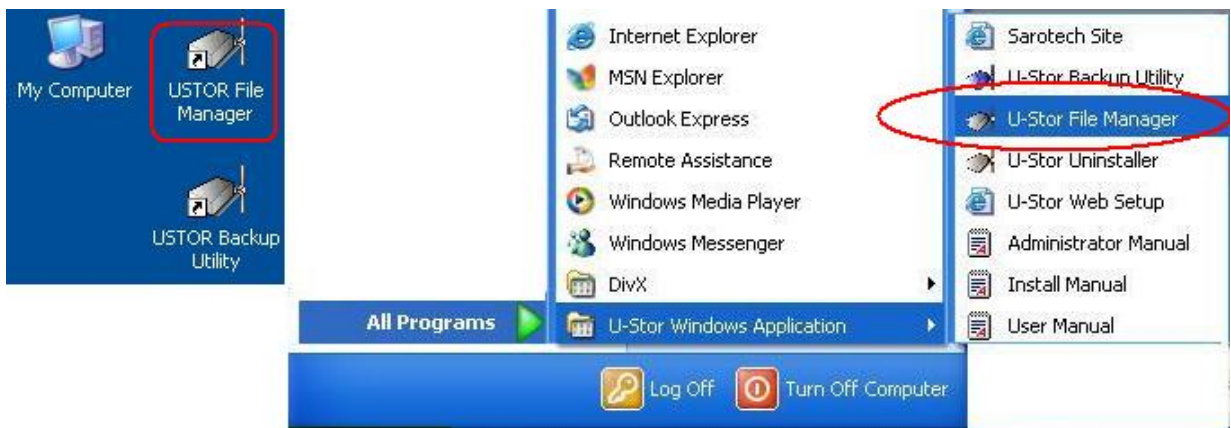 My Computer
USTOR File
Manager
USTOR Backup
Utility
Internet Explorer
MSN Explorer
Outlook Express
Remote Assistance
Windows Media Player
Windows Messenger
DivX
U-Stor Windows Application
All Programs
Log Off
Turn Off Computer
Sarotech Site
U-Stor Backup Utility
U-Stor File Manager
U-Stor Uninstaller
U-Stor Web Setup
Administrator Manual
Install Manual
User Manual